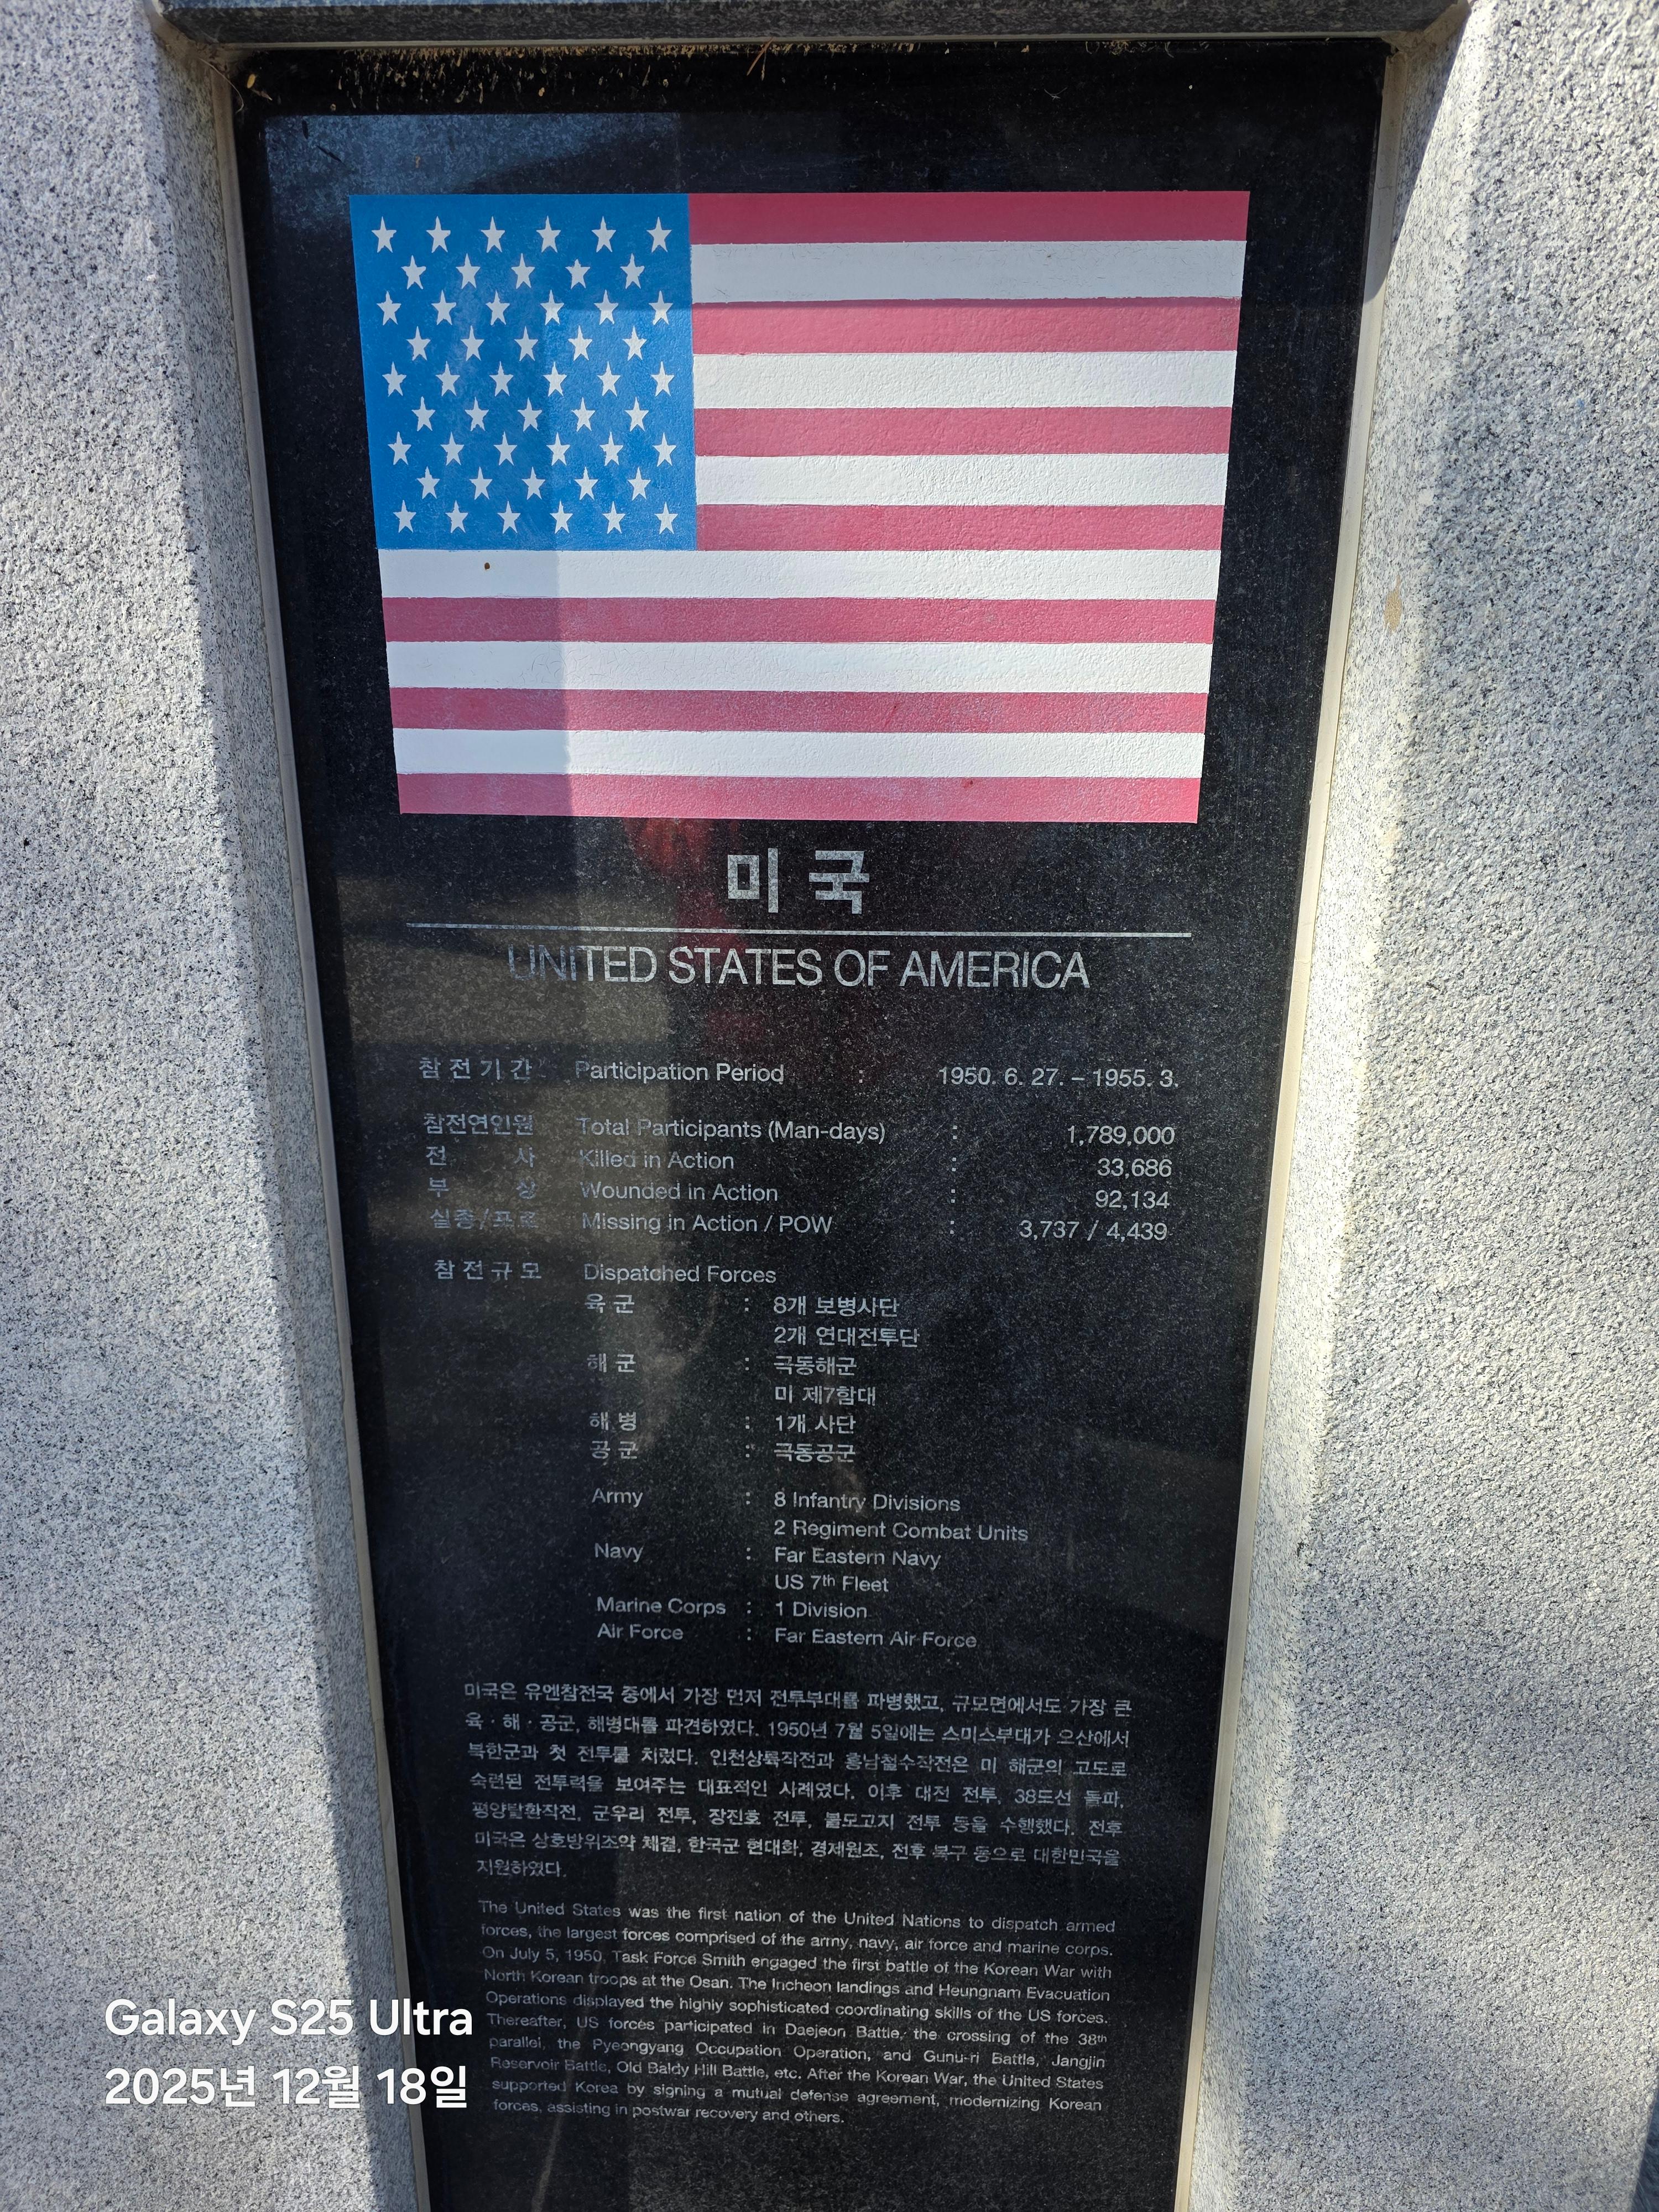 미국
UNITED STATES OF AMERICA
참전기간 Participation Period : 1950. 6. 27. – 1955. 3.
참전연인원 Total Participants (Man-days) : 1,789,000
전 사 Killed in Action : 33,686
부 상 Wounded in Action : 92,134
실종/포로 Missing in Action / POW : 3,737 / 4,439
참전규모 Dispatched Forces
육군 : 8개 보병사단
2개 연대전투단
해군 : 극동해군
미 제7함대
해병 : 1개 사단
공군 : 극동공군
Army : 8 Infantry Divisions
2 Regiment Combat Units
Navy : Far Eastern Navy
US 7th Fleet
Marine Corps : 1 Division
Air Force : Far Eastern Air Force
미국은 유엔참전국 중에서 가장 먼저 전투부대를 파병했고, 규모면에서도 가장 큰
육·해·공군, 해병대를 파견하였다. 1950년 7월 5일에는 스미스부대가 오산에서
북한군과 첫 전투를 치렀다. 인천상륙작전과 흥남철수작전은 미 해군의 고도로
숙련된 전투력을 보여주는 대표적인 사례였다. 이후 대전 전투, 38도선 돌파,
평양탈환작전, 군우리 전투, 장진호 전투, 불모고지 전투 등을 수행했다. 전후
미국은 상호방위조약 체결, 한국군 현대화, 경제원조, 전후 복구 등으로 대한민국을
지원하였다.
The United States was the first nation of the United Nations to dispatch armed
forces, the largest forces comprised of the army, navy, air force and marine corps.
On July 5, 1950, Task Force Smith engaged the first battle of the Korean War with
North Korean troops at the Osan. The Incheon landings and Heungnam Evacuation
Operations displayed the highly sophisticated coordinating skills of the US forces.
Thereafter, US forces participated in Daejeon Battle, the crossing of the 38th
parallel, the Pyeongyang Occupation Operation, and Gunu-ri Battle, Jangjin
Reservoir Battle, Old Baldy Hill Battle, etc. After the Korean War, the United States
supported Korea by signing a mutual defense agreement, modernizing Korean
forces, assisting in postwar recovery and others.
Galaxy S25 Ultra
2025년 12월 18일